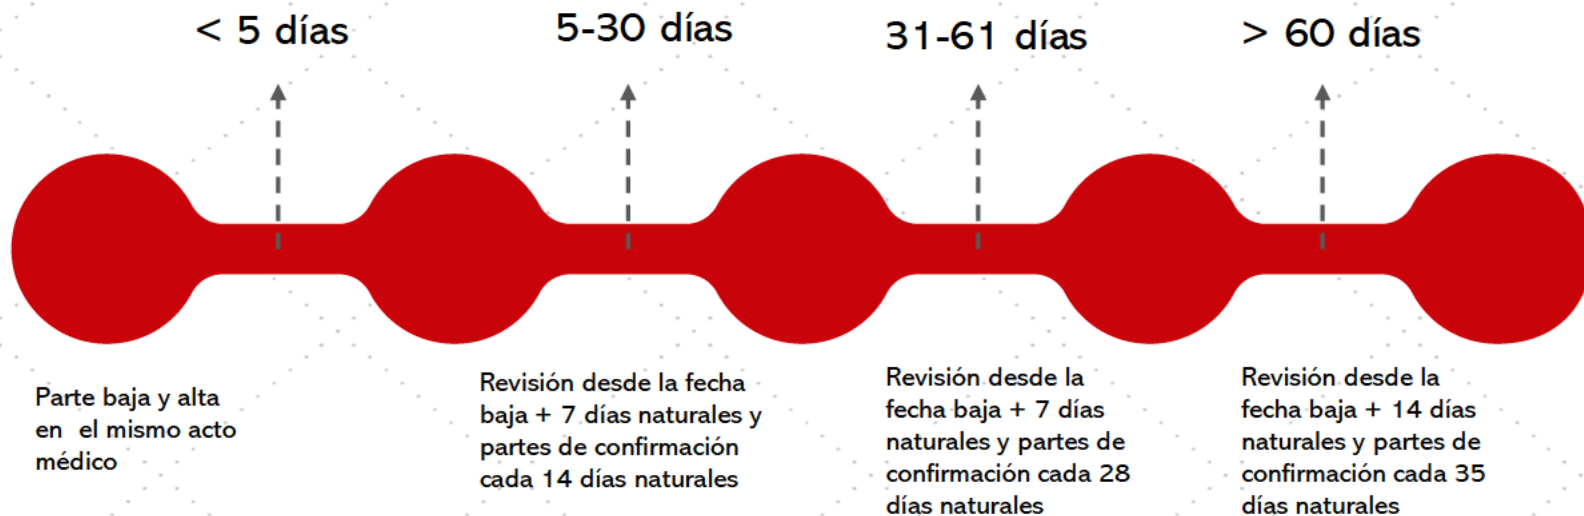 < 5 días
5-30 días
31-61 días
> 60 días
Parte baja y alta
en el mismo acto
médico
Revisión desde la fecha
baja + 7 días naturales y
partes de confirmación
cada 14 días naturales
Revisión desde la
fecha baja + 7 días
naturales y partes de
confirmación cada 28
días naturales
Revisión desde la
fecha baja + 14 días
naturales y partes de
confirmación cada 35
días naturales